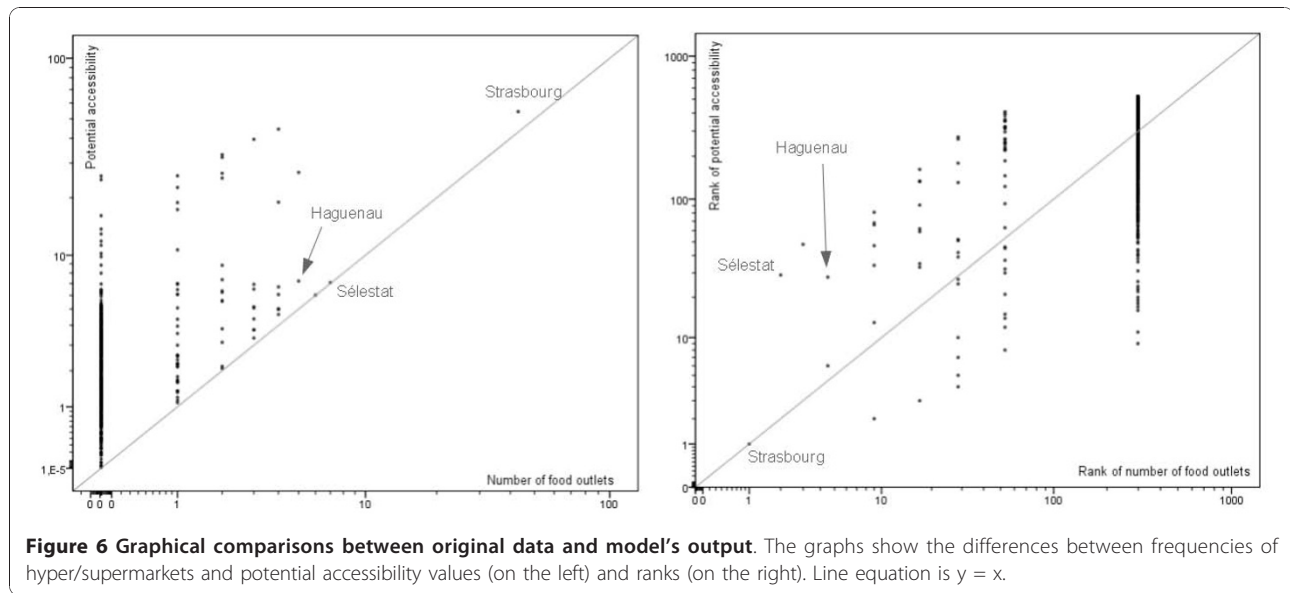 100
10
1
1,E-5
Potential accessibility
Strasbourg
Haguenau
Sélestat
Number of food outlets
0 0 0 1 10 100
1000
100
10
1
0
Rank of potential accessibility
Haguenau
Sélestat
Strasbourg
Rank of number of food outlets
0 0 1 10 100 1000
Figure 6 Graphical comparisons between original data and model's output. The graphs show the differences between frequencies of
hyper/supermarkets and potential accessibility values (on the left) and ranks (on the right). Line equation is y = x.